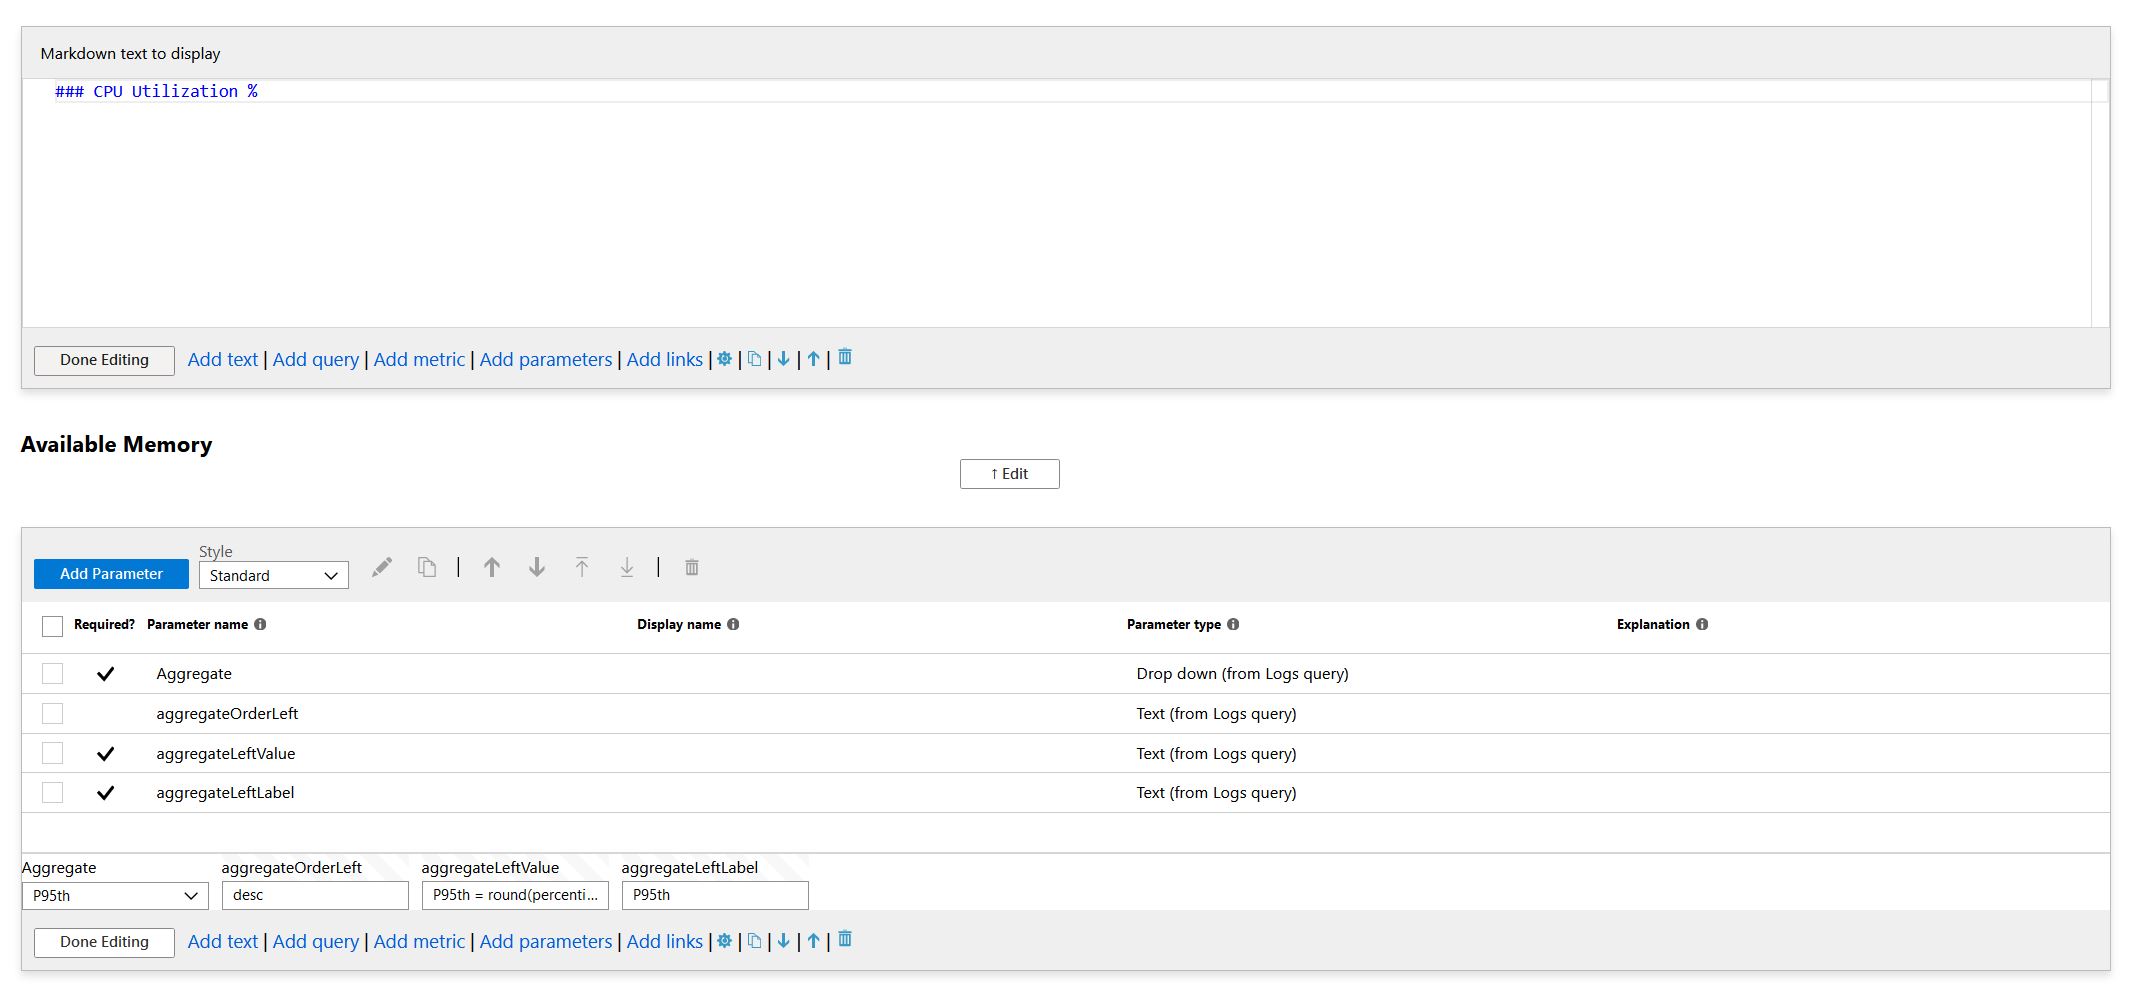 Markdown text to display
### CPU Utilization %
Done Editing Add text | Add query | Add metric | Add parameters | Add links | | | | |
Available Memory
↑ Edit
Style
Add Parameter Standard
Required? Parameter name Display name Parameter type Explanation
Aggregate Drop down (from Logs query)
aggregateOrderLeft Text (from Logs query)
aggregateLeftValue Text (from Logs query)
aggregateLeftLabel Text (from Logs query)
Aggregate aggregateOrderLeft aggregateLeftValue aggregateLeftLabel
P95th desc P95th = round(percenti... P95th
Done Editing Add text | Add query | Add metric | Add parameters | Add links | | | | |